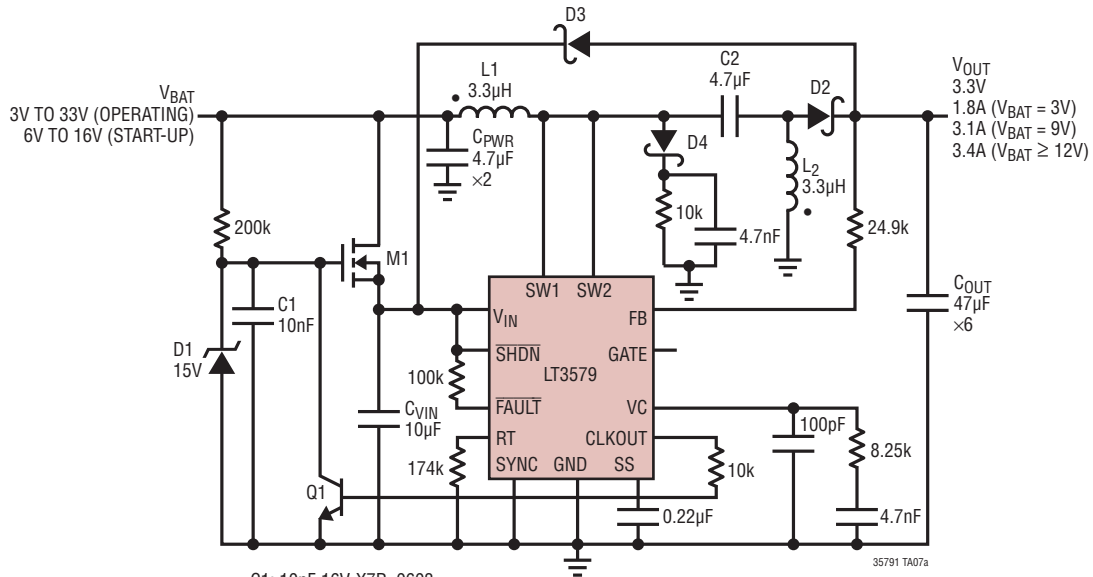 D3
L1
3.3µH
C2
4.7µF
D2
VBAT
3V TO 33V (OPERATING)
6V TO 16V (START-UP)
VOUT
3.3V
1.8A (VBAT = 3V)
3.1A (VBAT = 9V)
3.4A (VBAT ≥ 12V)
CPWR
4.7µF
×2
D4
L2
3.3µH
10k
4.7nF
200k
24.9k
M1
C1
10nF
D1
15V
SW1 SW2
VIN
FB
SHDN
GATE
LT3579
100k
FAULT
VC
RT
CLKOUT
SYNC GND SS
CVIN
10µF
COUT
47µF
×6
174k
10k
100pF
8.25k
Q1
0.22µF
4.7nF
35791 TA07a